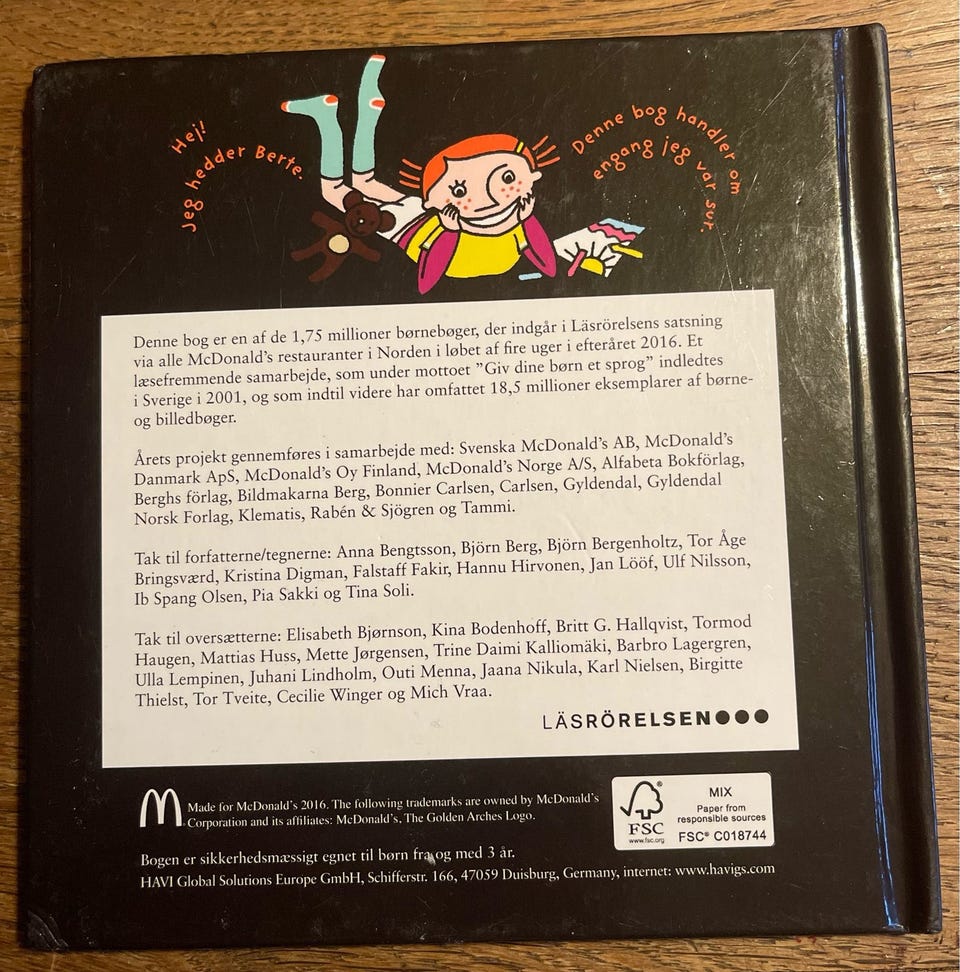 Hej!
Jeg hedder Berte.
Denne bog handler om
engang jeg var sur.
Denne bog er en af de 1,75 millioner børnebøger, der indgår i Läsrörelsens satsning
via alle McDonald's restauranter i Norden i løbet af fire uger i efteråret 2016. Et
læsefremmende samarbejde, som under mottoet "Giv dine børn et sprog" indledtes
i Sverige i 2001, og som indtil videre har omfattet 18,5 millioner eksemplarer af børne-
og billedbøger.
Årets projekt gennemføres i samarbejde med: Svenska McDonald's AB, McDonald's
Danmark ApS, McDonald's Oy Finland, McDonald's Norge A/S, Alfabeta Bokförlag,
Berghs förlag, Bildmakarna Berg, Bonnier Carlsen, Carlsen, Gyldendal, Gyldendal
Norsk Forlag, Klematis, Rabén & Sjögren og Tammi.
Tak til forfatterne/tegnerne: Anna Bengtsson, Björn Berg, Björn Bergenholtz, Tor Åge
Bringsværd, Kristina Digman, Falstaff Fakir, Hannu Hirvonen, Jan Lööf, Ulf Nilsson,
Ib Spang Olsen, Pia Sakki og Tina Soli.
Tak til oversætterne: Elisabeth Bjørnson, Kina Bodenhoff, Britt G. Hallqvist, Tormod
Haugen, Mattias Huss, Mette Jørgensen, Trine Daimi Kalliomäki, Barbro Lagergren,
Ulla Lempinen, Juhani Lindholm, Outi Menna, Jaana Nikula, Karl Nielsen, Birgitte
Thielst, Tor Tveite, Cecilie Winger og Mich Vraa.
LÄSRÖRELSEN
Made for McDonald's 2016. The following trademarks are owned by McDonald's
Corporation and its affiliates: McDonald's. The Golden Arches Logo.
FSC
www.fsc.org
MIX
Paper from
responsible sources
FSC® C018744
Bogen er sikkerhedsmæssigt egnet til børn fra og med 3 år.
HAVI Global Solutions Europe GmbH, Schifferstr. 166, 47059 Duisburg, Germany, internet: www.havigs.com